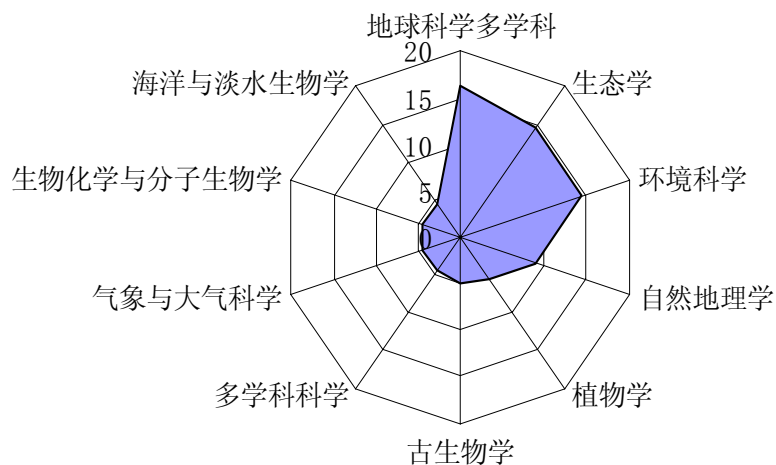 地球科学多学科
20
海洋与淡水生物学
生态学
15
10
生物化学与分子生物学
环境科学
5
0
气象与大气科学
自然地理学
多学科科学
植物学
古生物学